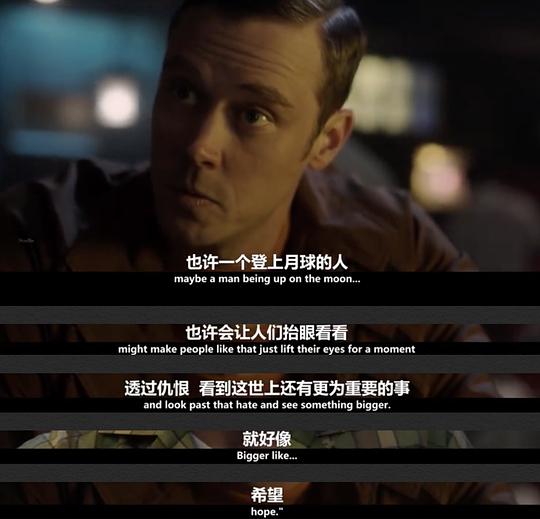 也许一个登上月球的人
maybe a man being up on the moon...
也许会让人们抬眼看看
might make people like that just lift their eyes for a moment
透过仇恨 看到这世上还有更为重要的事
and look past that hate and see something bigger.
就好像
Bigger like...
希望
hope."